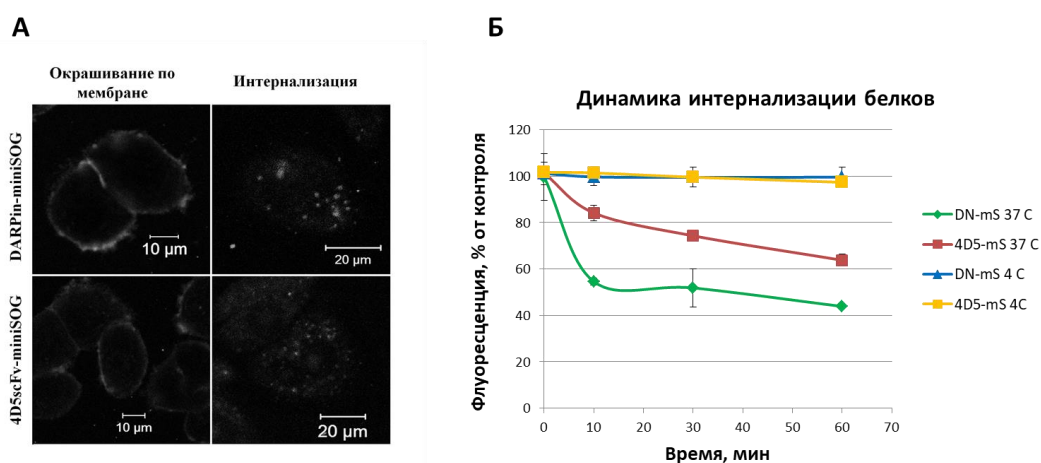 А
Окрашивание по
мембране
Интернализация
DARPin-miniSOG
10 µm
20 µm
4D5scFv-miniSOG
10 µm
20 µm
Б
Динамика интернализации белков
Флуоресценция, % от контроля
120
100
80
60
40
20
0
0 10 20 30 40 50 60 70
Время, мин
DN-mS 37 C
4D5-mS 37 C
DN-mS 4 C
4D5-mS 4C